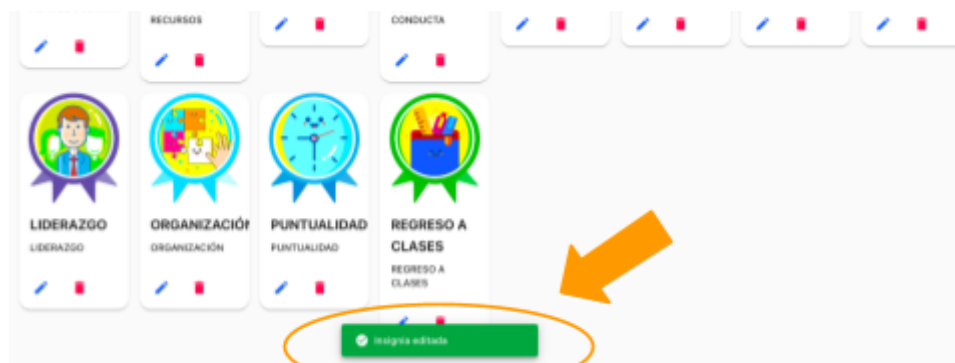 RECURSOS
CONDUCTA
LIDERAZGO
LIDERAZGO
ORGANIZACIÓN
ORGANIZACIÓN
PUNTUALIDAD
PUNTUALIDAD
REGRESO A
CLASES
REGRESO A
CLASES
Insignia editada